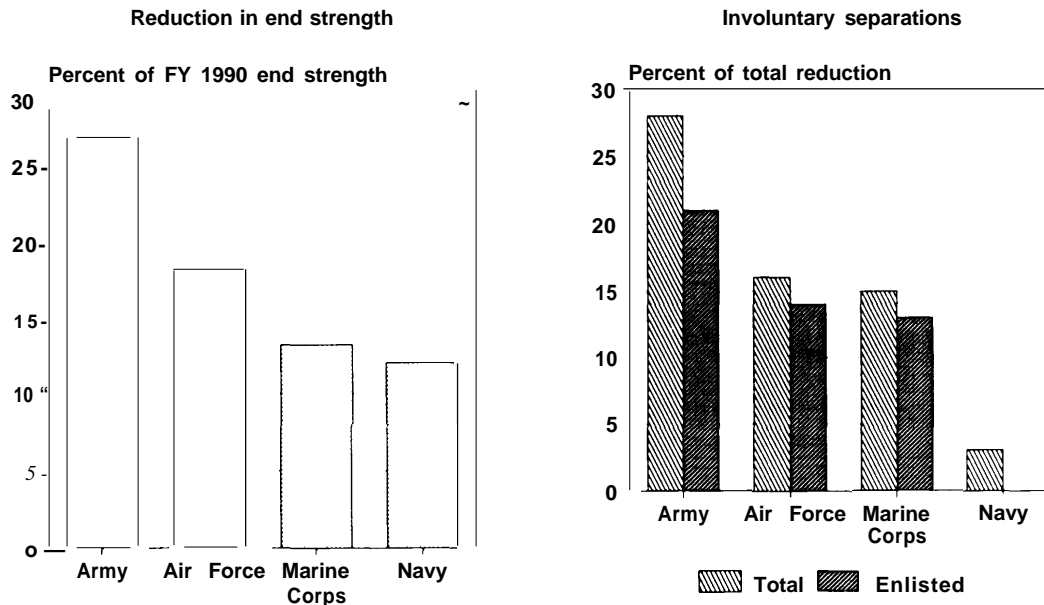 Reduction in end strength
Percent of FY 1990 end strength
30
25-
20-
15-
10 “
5 -
o —
~
Army Air Force Marine Corps Navy
Involuntary separations
Percent of total reduction
30
25
20
15
10
5
0
Army Air Force Marine Corps Navy
Total Enlisted